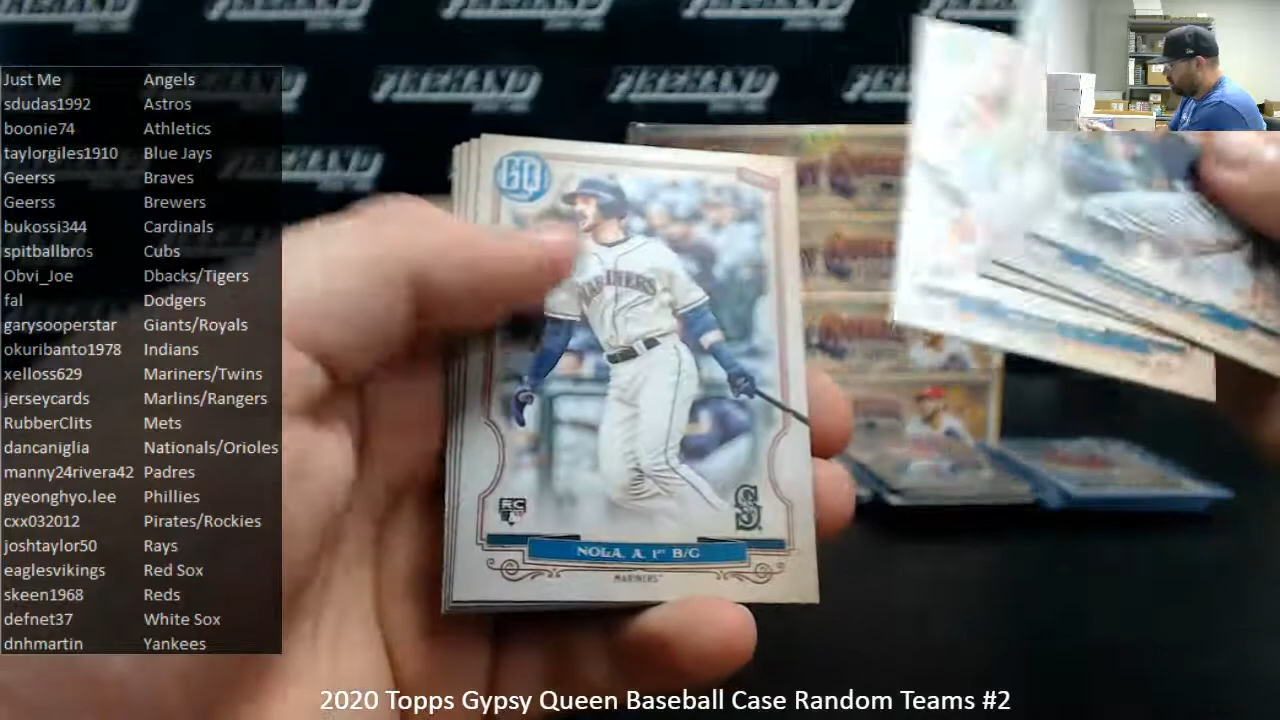 FIREHAND
FIREHAND FIREHAND
Just Me Angels
sdudas1992 Astros
boonie74 Athletics
taylorgiles1910 Blue Jays
Geerss Braves
Geerss Brewers
bukossi344 Cardinals
spitballbros Cubs
Obvi_Joe Dbacks/Tigers
fal Dodgers
garysooperstar Giants/Royals
okuribanto1978 Indians
xelloss629 Mariners/Twins
jerseycards Marlins/Rangers
RubberClits Mets
dancaniglia Nationals/Orioles
manny24rivera42 Padres
gyeonghyo.lee Phillies
cxx032012 Pirates/Rockies
joshtaylor50 Rays
eaglesvikings Red Sox
skeen1968 Reds
defnet37 White Sox
dnhmartin Yankees
GQ
MARINERS
RC
S
NOLA, A. 1ST B/C
MARINERS
2020 Topps Gypsy Queen Baseball Case Random Teams #2